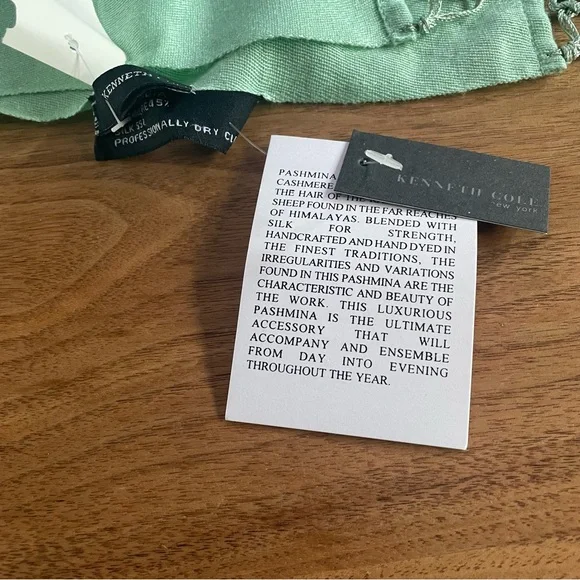 KENNETH
SILK 55%
PROFESSIONALLY DRY CL
KENNETH COLE
new york
PASHMINA
CASHMERE
THE HAIR OF THE
SHEEP FOUND IN THE FAR REACHES
OF HIMALAYAS. BLENDED WITH
SILK FOR STRENGTH,
HANDCRAFTED AND HAND DYED IN
THE FINEST TRADITIONS, THE
IRREGULARITIES AND VARIATIONS
FOUND IN THIS PASHMINA ARE THE
CHARACTERISTIC AND BEAUTY OF
THE WORK. THIS LUXURIOUS
PASHMINA IS THE ULTIMATE
ACCESSORY THAT WILL
ACCOMPANY AND ENSEMBLE
FROM DAY INTO EVENING
THROUGHOUT THE YEAR.